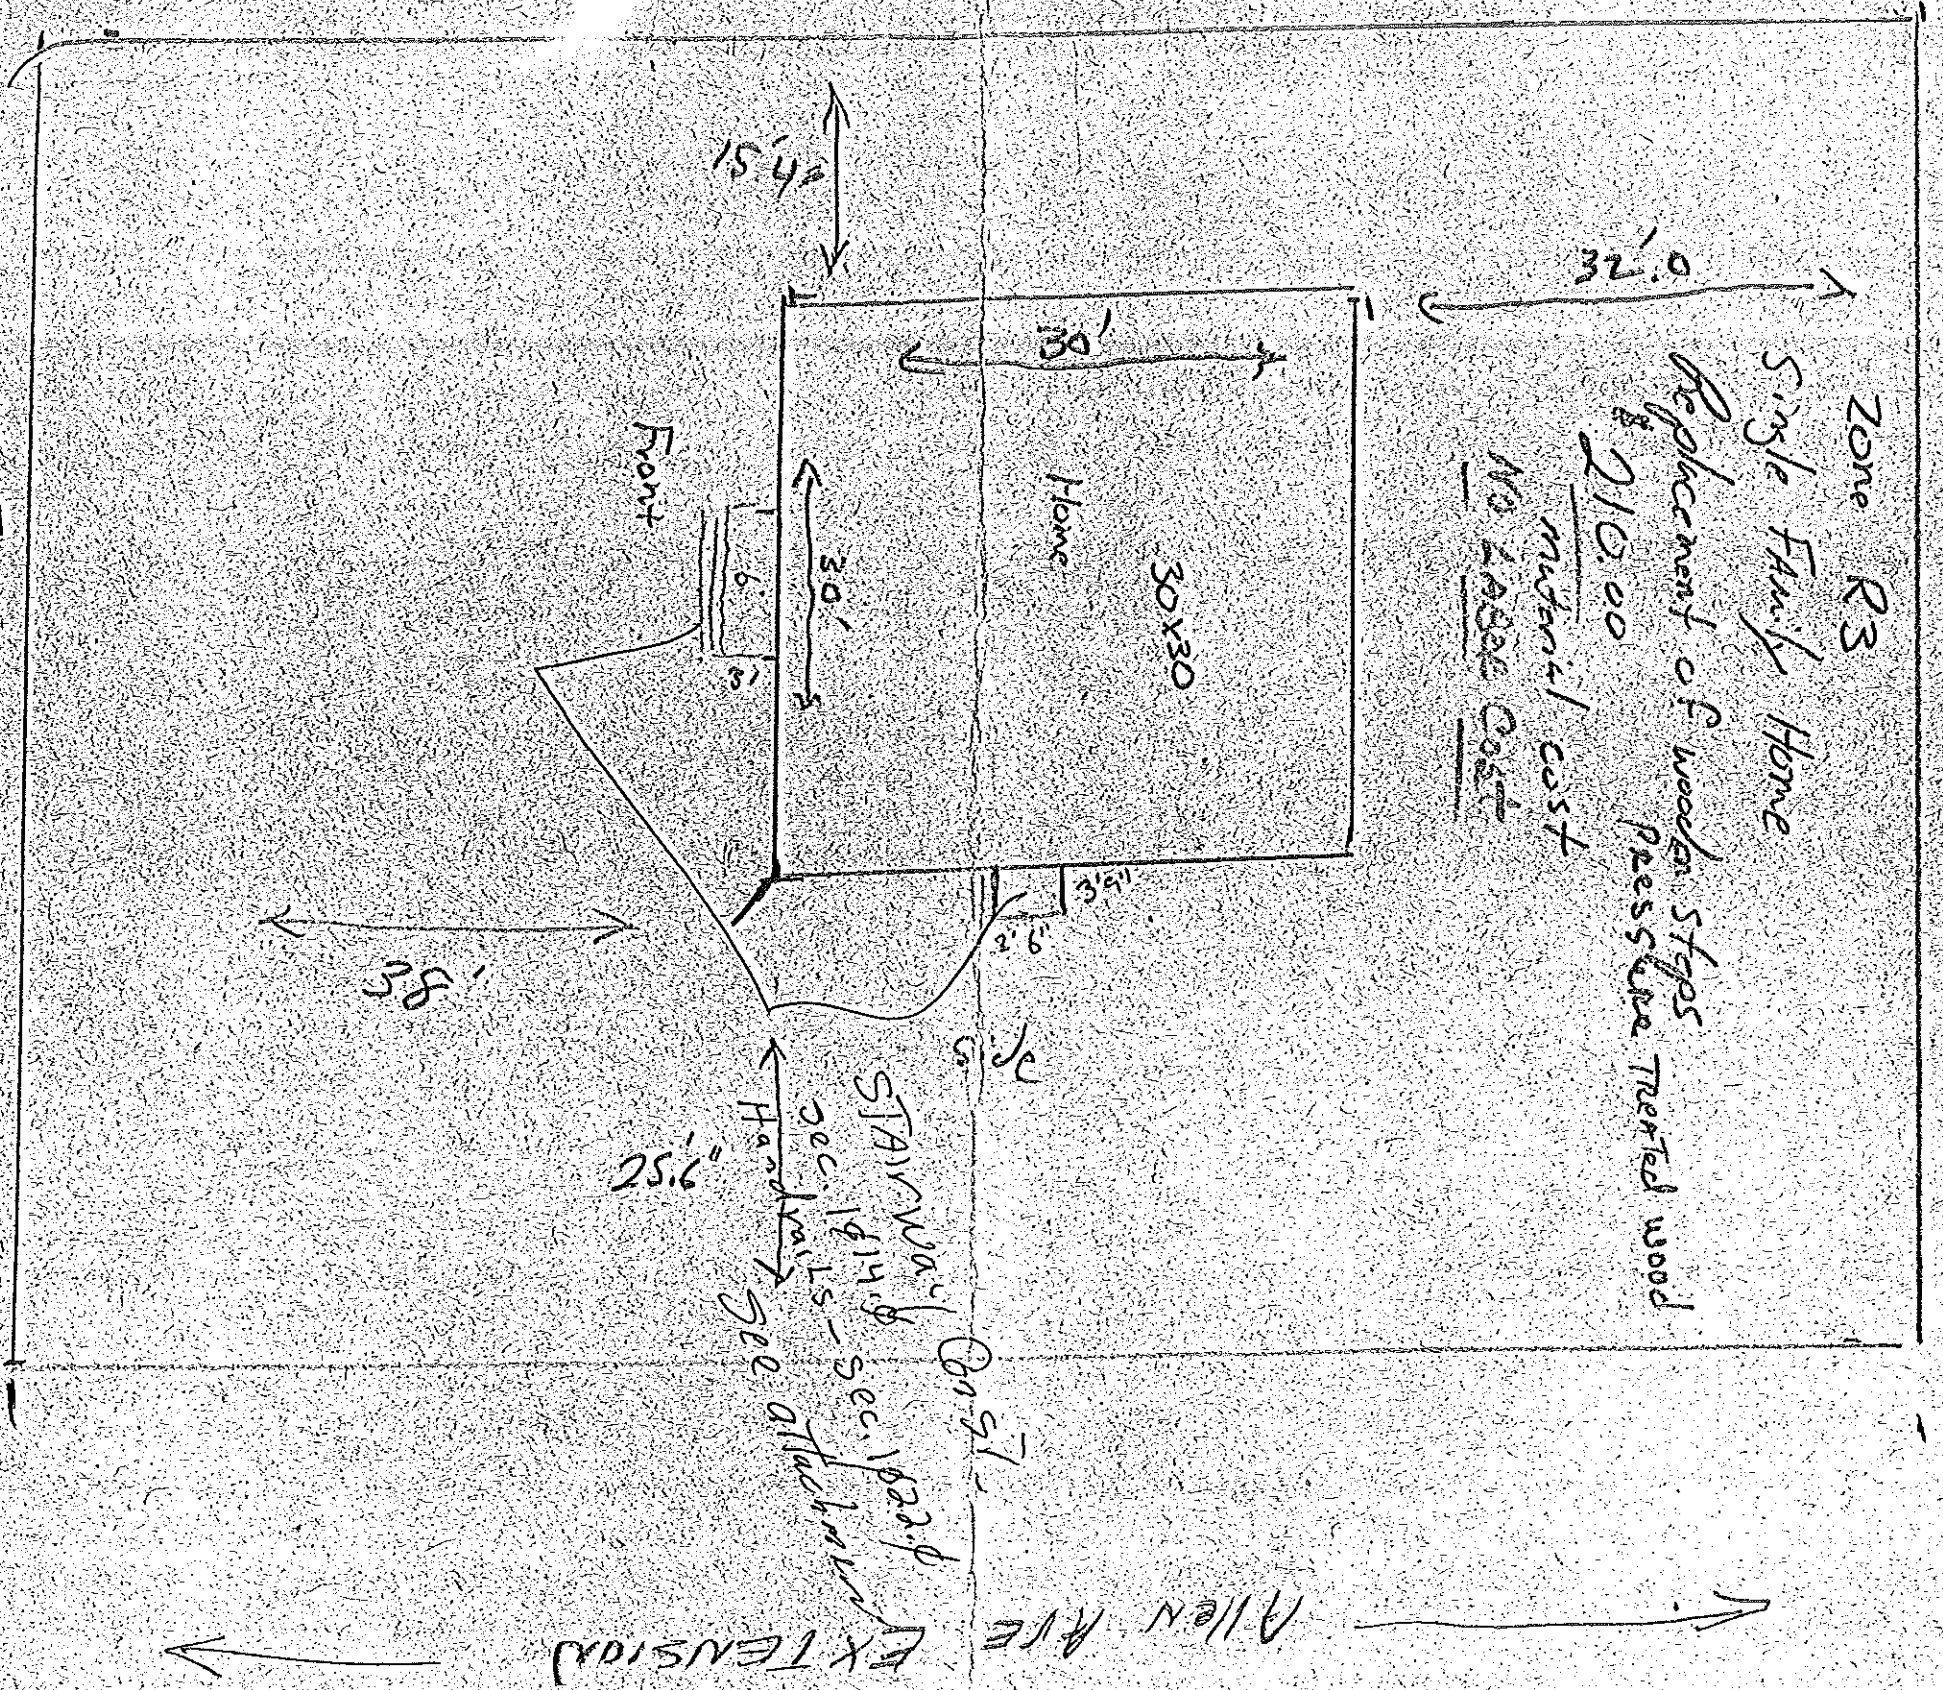 Zone R3
Single Family Home
Replacement of wooden Steps
Pressure Treated wood
$ 210.00
Material cost
No Labor Cost
32'.0
15'.4"
30'
30x30
Home
30'
Front
6'
3'
3'9"
3'6"
Side
38'
25'.6"
Stairway Const -
Sec. 1014.0
Handrails - Sec. 1022.0
See attachment
Allen Ave EXTENSION